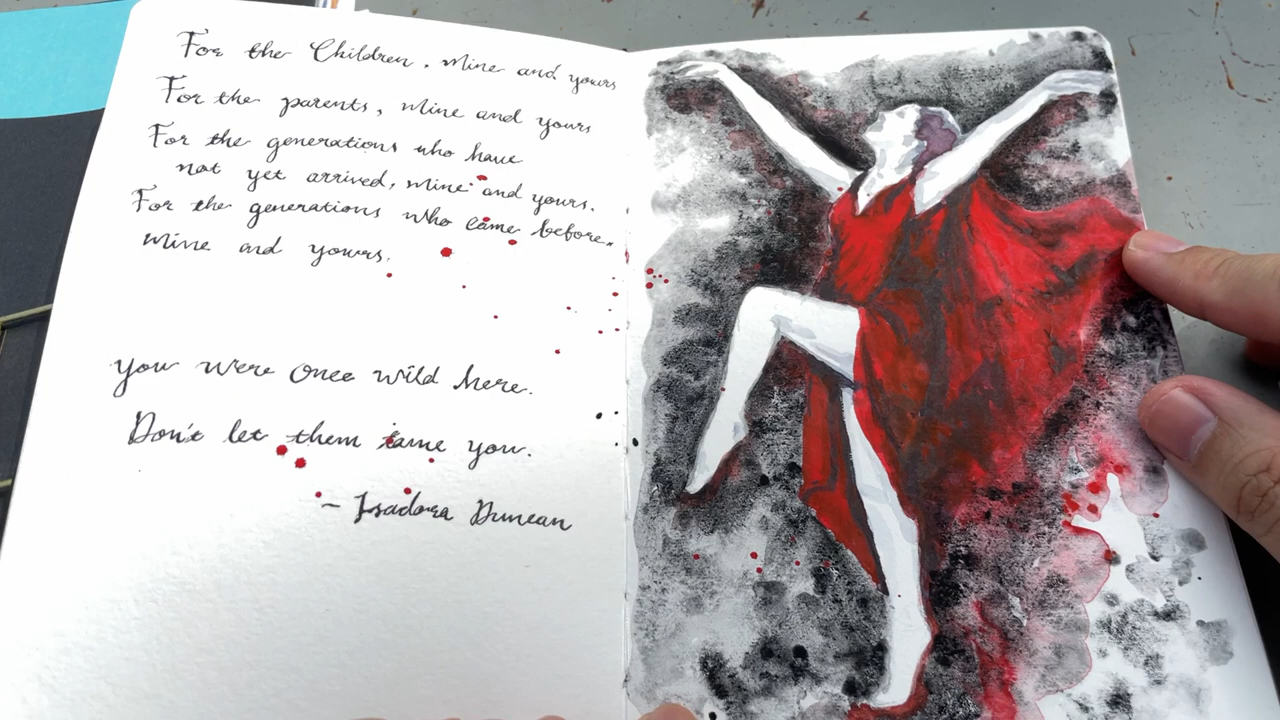 For the Children, mine and yours
For the parents, mine and yours
For the generations who have
not yet arrived, mine and yours.
For the generations who came before.
mine and yours.
you were once wild here.
Don't let them tame you.
- Isadora Duncan